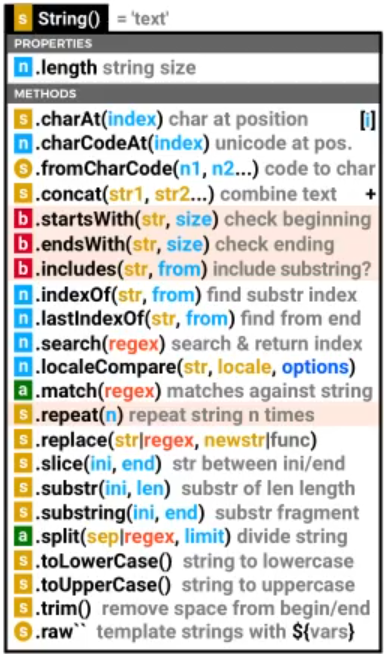 s String() = 'text'
PROPERTIES
n .length string size
METHODS
s .charAt(index) char at position [i]
n .charCodeAt(index) unicode at pos.
s .fromCharCode(n1, n2...) code to char
s .concat(str1, str2...) combine text +
b .startsWith(str, size) check beginning
b .endsWith(str, size) check ending
b .includes(str, from) include substring?
n .indexOf(str, from) find substr index
n .lastIndexOf(str, from) find from end
n .search(regex) search & return index
n .localeCompare(str, locale, options)
a .match(regex) matches against string
s .repeat(n) repeat string n times
s .replace(str|regex, newstr|func)
s .slice(ini, end) str between ini/end
s .substr(ini, len) substr of len length
s .substring(ini, end) substr fragment
a .split(sep|regex, limit) divide string
s .toLowerCase() string to lowercase
s .toUpperCase() string to uppercase
s .trim() remove space from begin/end
s .raw`` template strings with ${vars}